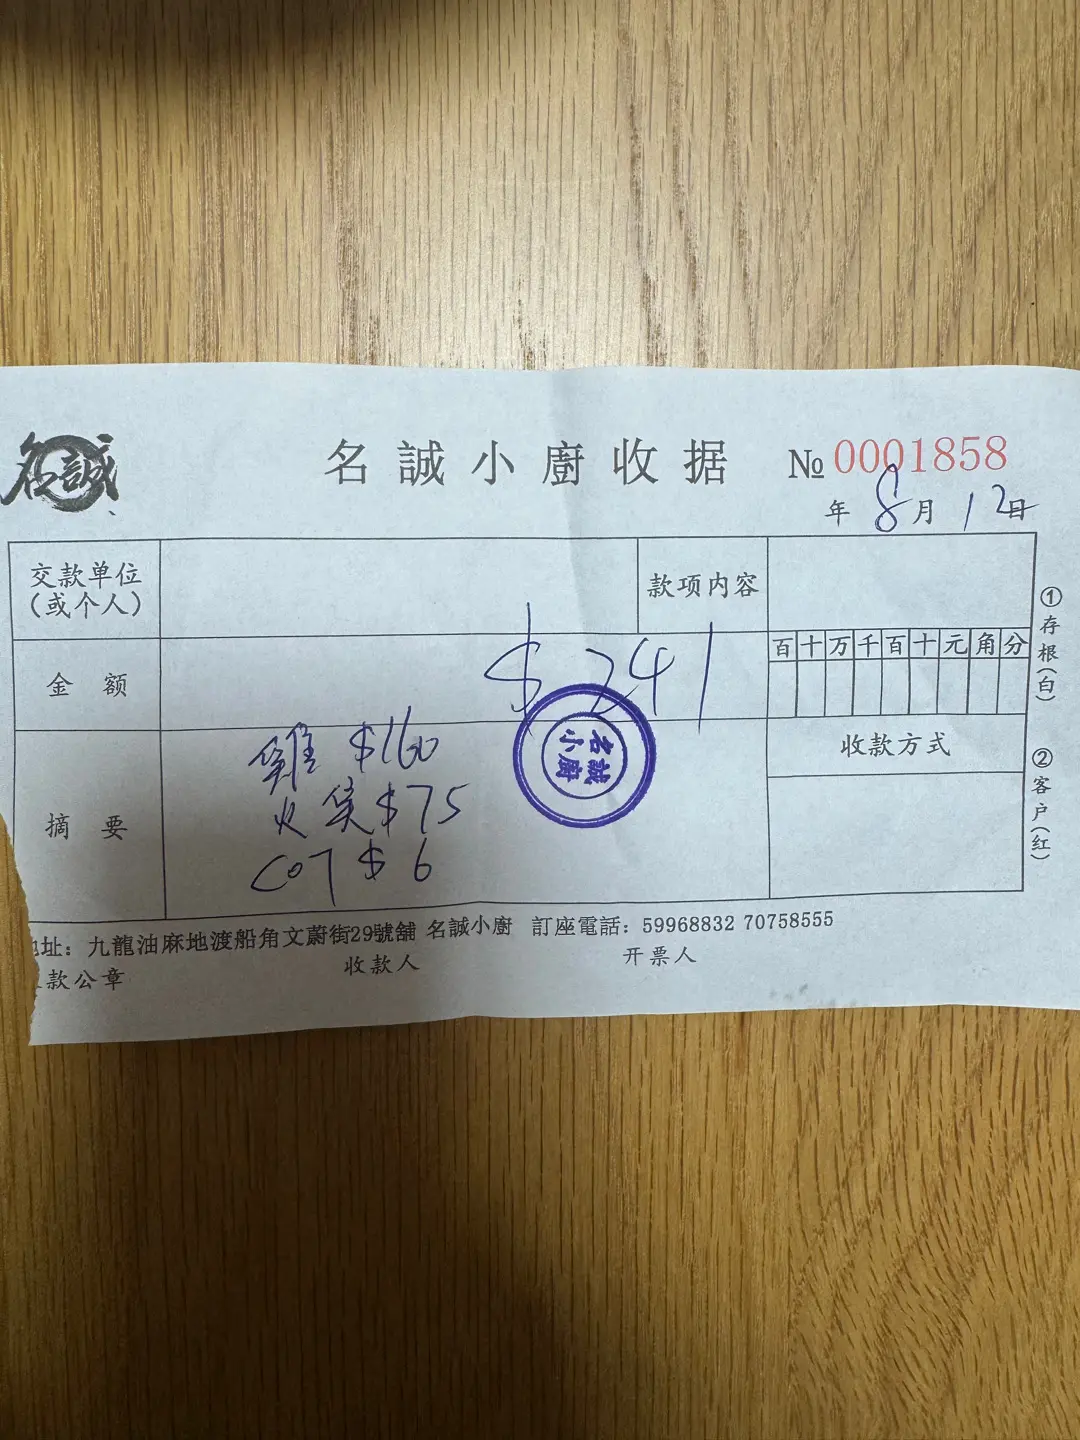 名誠
名誠小廚收据 № 0001858
年 8 月 12 日
交款单位
(或个人)
款项内容
金额
$ 241
百 十 万 千 百 十 元 角 分
收款方式
摘要
雞 $160
$75
$ 6
名誠
小廚
①存根(白)
②客户(红)
址：九龍油麻地渡船角文蔚街29號舖 名誠小廚 訂座電話：59968832 70758555
款公章
收款人
开票人